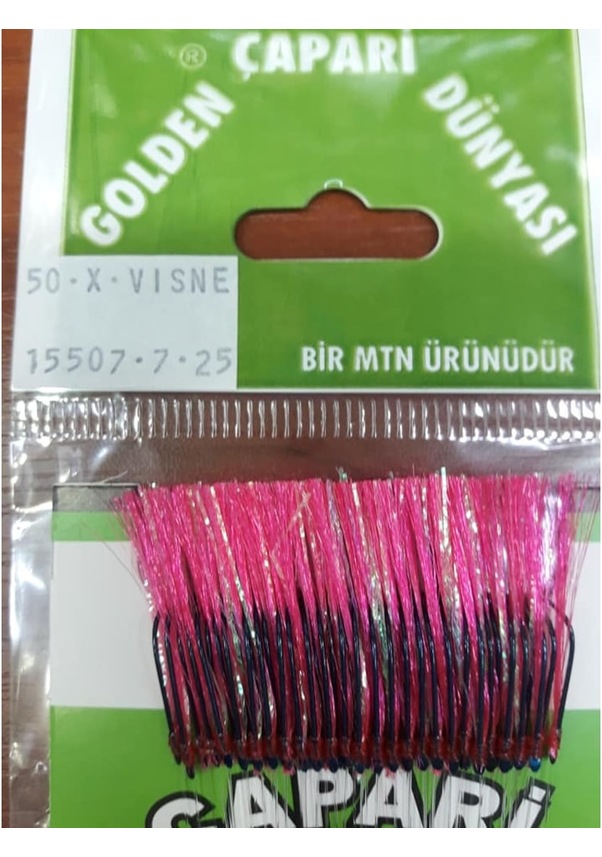 GOLDEN ® ÇAPARİ DÜNYASI
50·X·VISNE
15507·7·25
BİR MTN ÜRÜNÜDÜR
ÇAPARİ